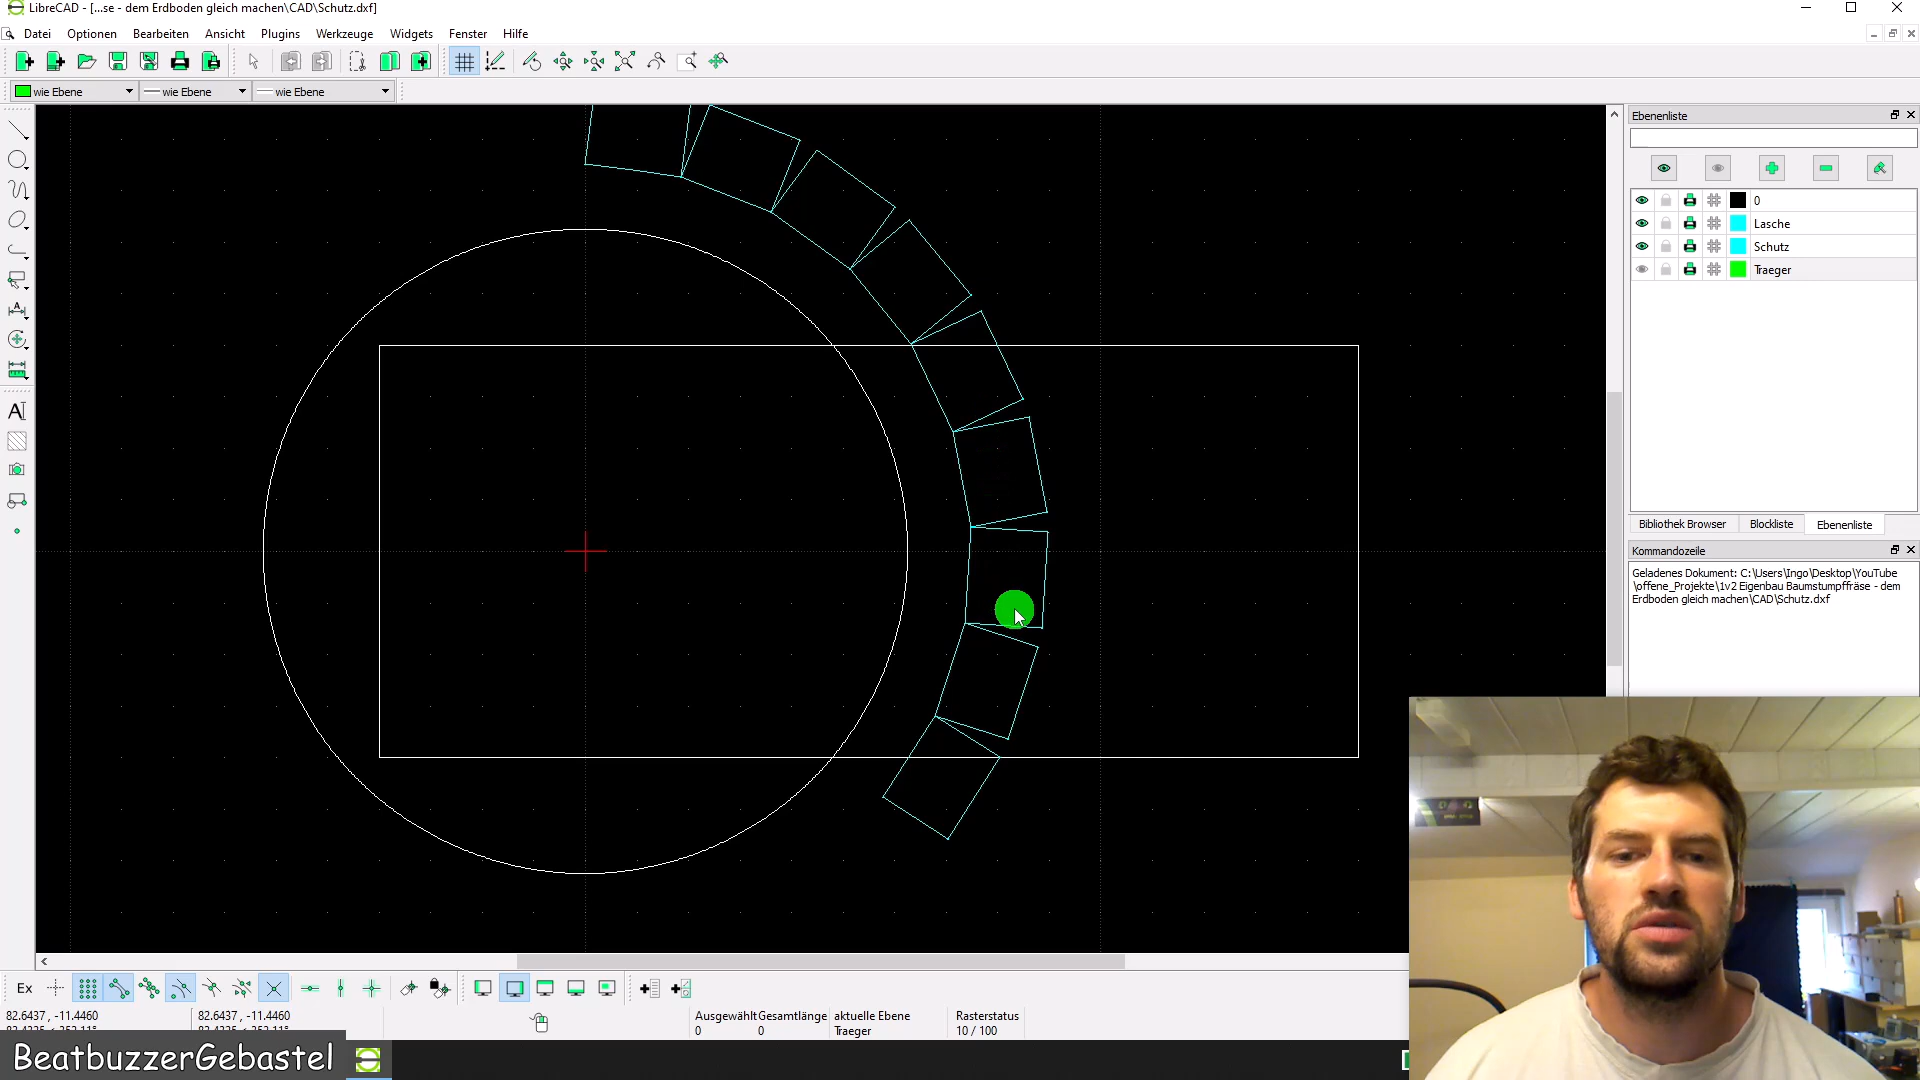 LibreCAD - [...se - dem Erdboden gleich machen\CAD\Schutz.dxf]
Datei Optionen Bearbeiten Ansicht Plugins Werkzeuge Widgets Fenster Hilfe
wie Ebene wie Ebene wie Ebene
Ebenenliste
0
Lasche
Schutz
Traeger
Bibliothek Browser Blockliste Ebenenliste
Kommandozeile
Geladenes Dokument: C:\Users\Ingo\Desktop\YouTube
\offene_Projekte\1v2 Eigenbau Baumstumpffräse - dem
Erdboden gleich machen\CAD\Schutz.dxf
Ex
82.6437 , -11.4460 82.6437 , -11.4460 Ausgewählt Gesamtlänge aktuelle Ebene Rasterstatus
0 0 Traeger 10 / 100
BeatbuzzerGebastel